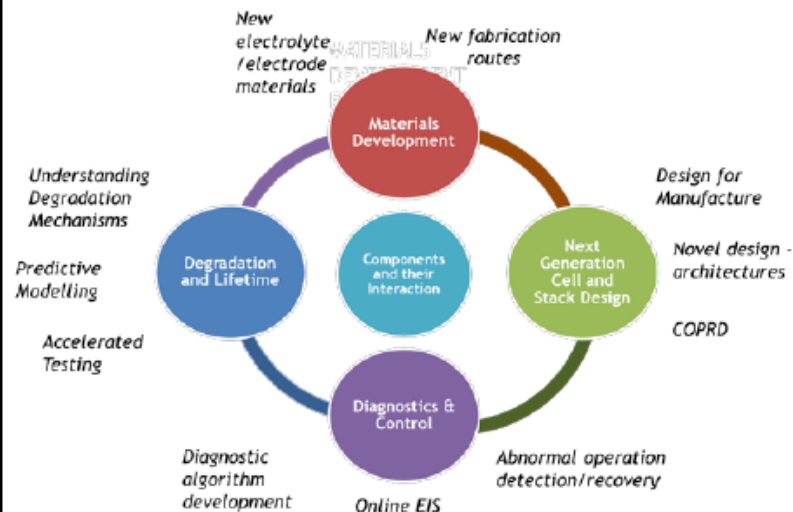 New
electrolyte
/electrode
materials
MATERIALS
New fabrication
routes
Materials
Development
Understanding
Degradation
Mechanisms
Predictive
Modelling
Accelerated
Testing
Degradation
and Lifetime
Components
and their
Interaction
Next
Generation
Cell and
Stack Design
Design for
Manufacture
Novel design -
architectures
COPRD
Diagnostics &
Control
Diagnostic
algorithm
development
Online EIS
Abnormal operation
detection/recovery